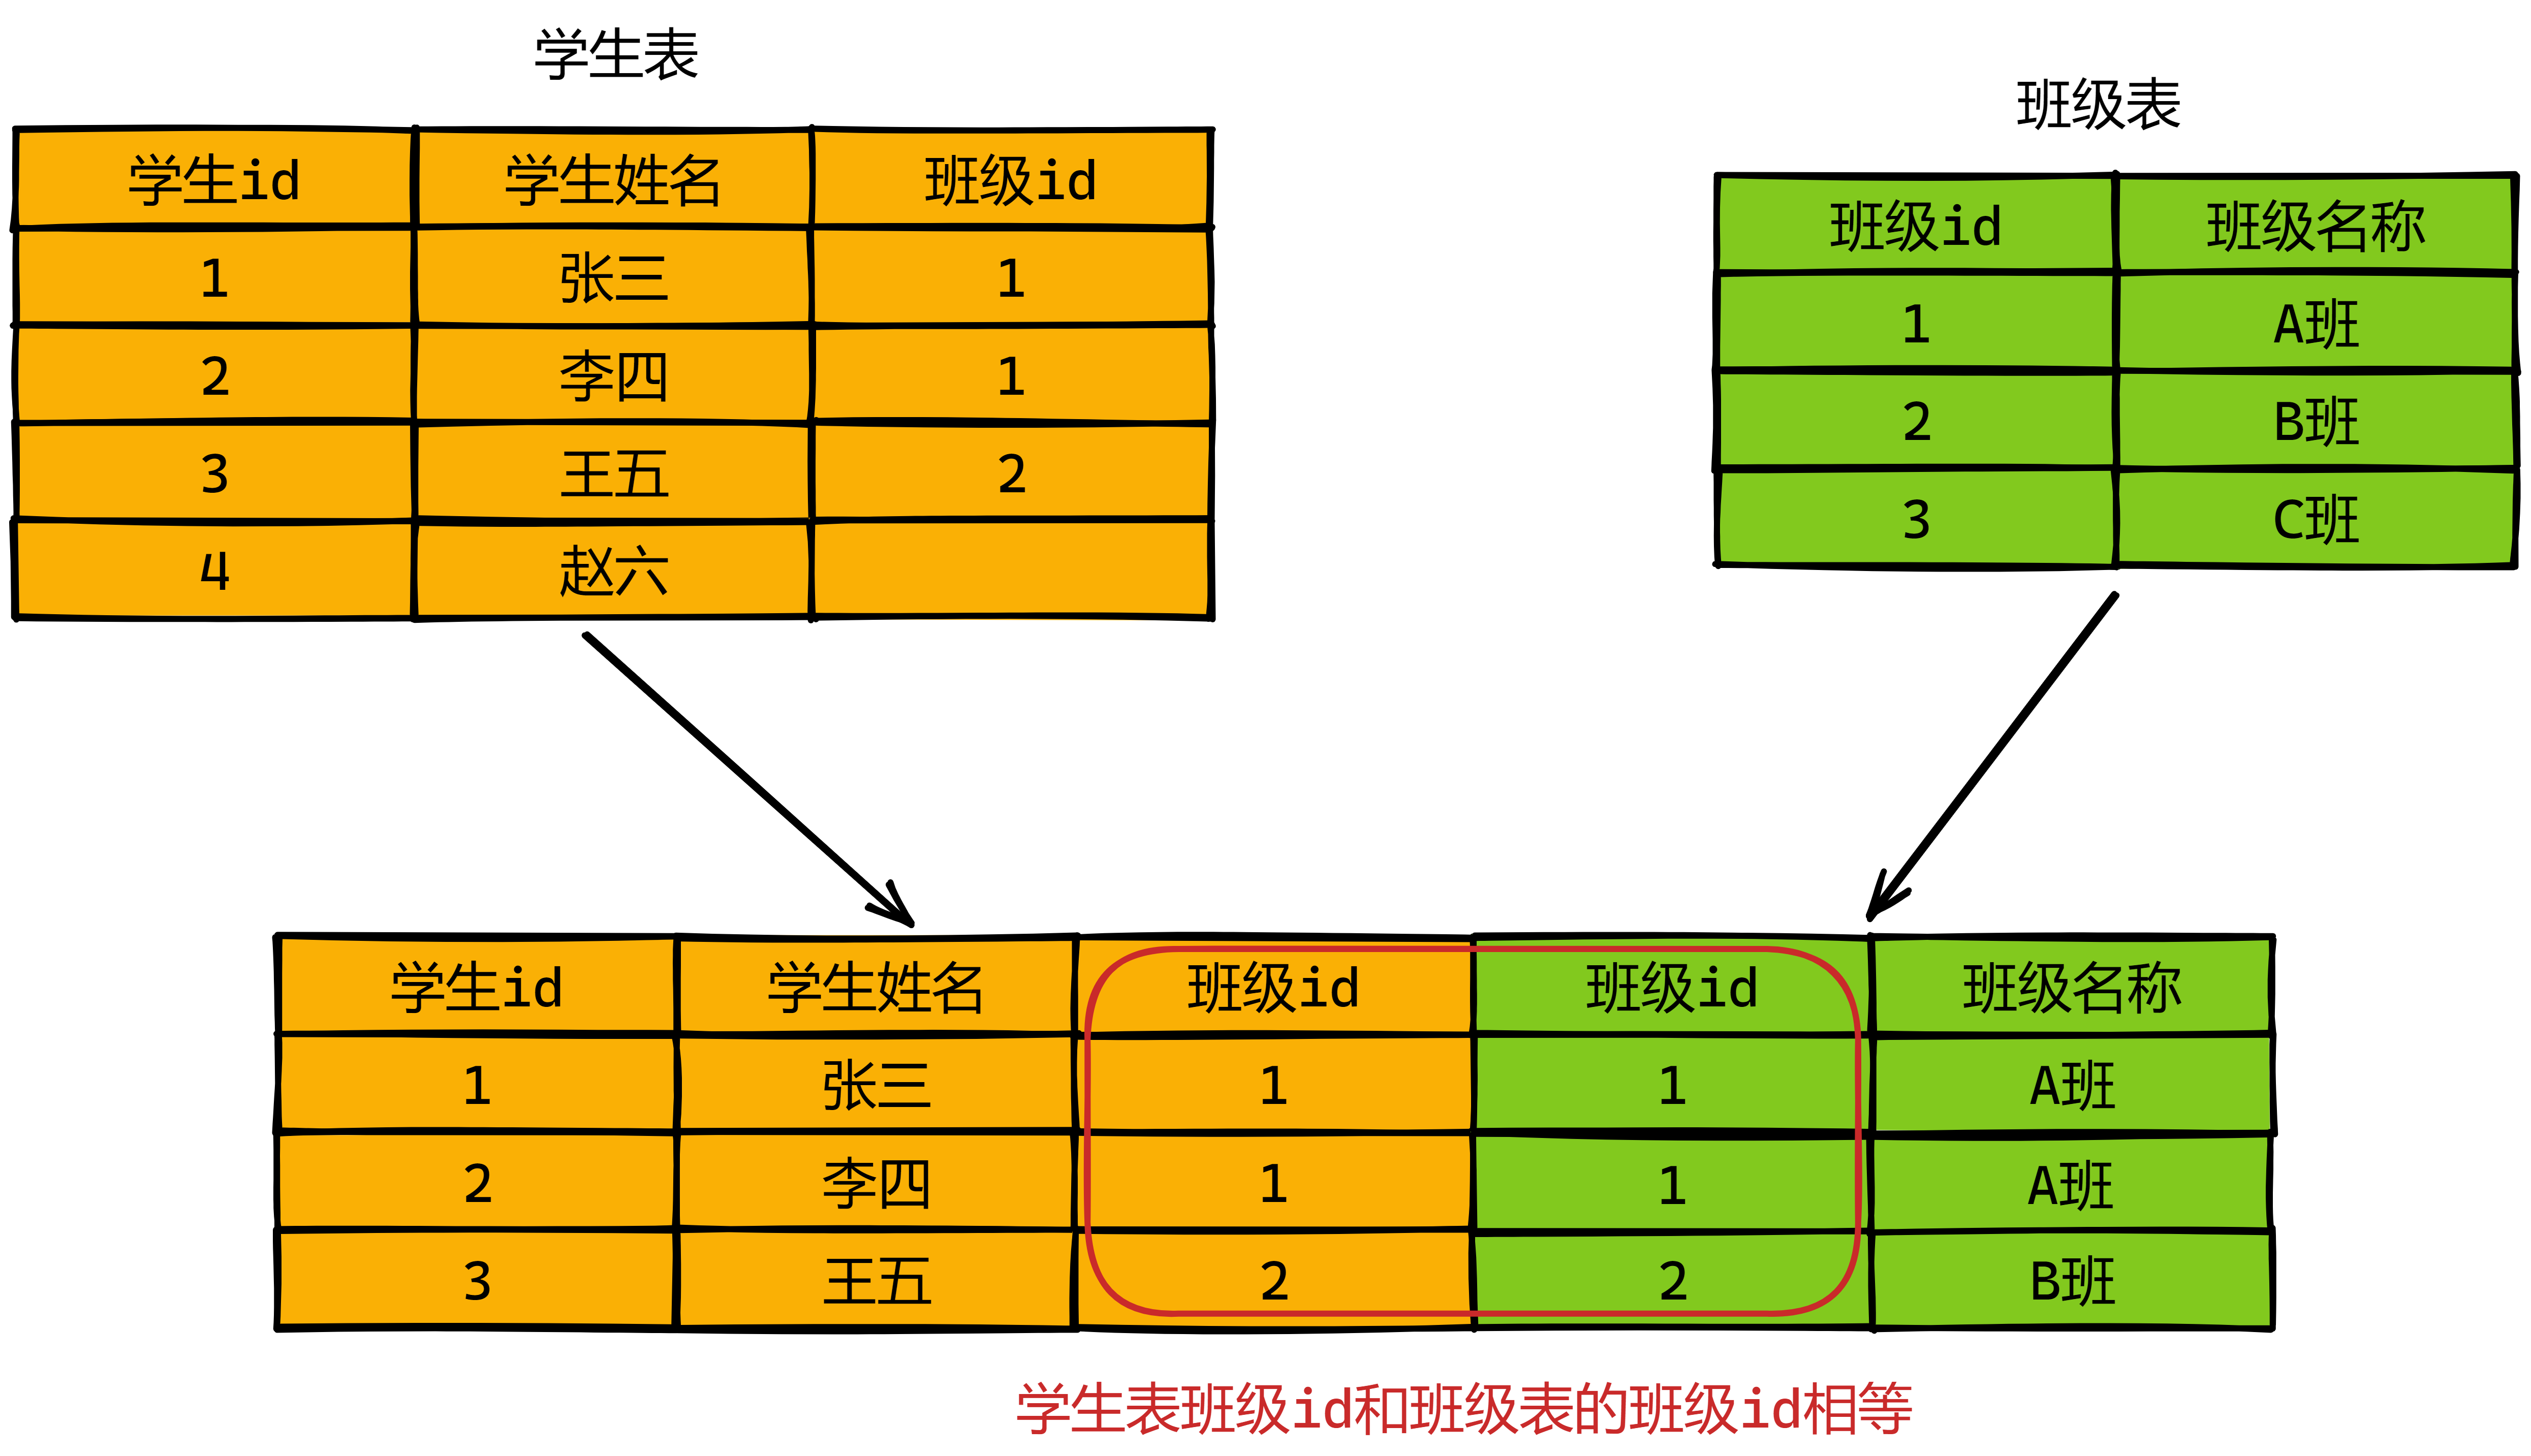 学生表
学生id 学生姓名 班级id
1 张三 1
2 李四 1
3 王五 2
4 赵六
班级表
班级id 班级名称
1 A班
2 B班
3 C班
学生id 学生姓名 班级id 班级id 班级名称
1 张三 1 1 A班
2 李四 1 1 A班
3 王五 2 2 B班
学生表班级id和班级表的班级id相等